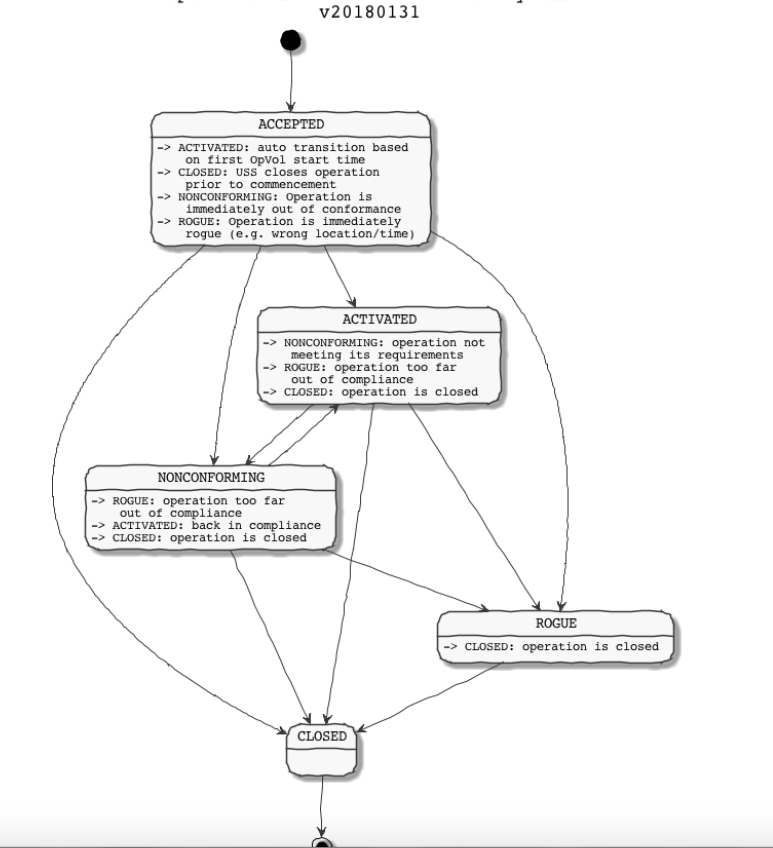 v20180131
ACCEPTED
-> ACTIVATED: auto transition based
on first OpVol start time
-> CLOSED: USS closes operation
prior to commencement
-> NONCONFORMING: Operation is
immediately out of conformance
-> ROGUE: Operation is immediately
rogue (e.g. wrong location/time)
ACTIVATED
-> NONCONFORMING: operation not
meeting its requirements
-> ROGUE: operation too far
out of compliance
-> CLOSED: operation is closed
NONCONFORMING
-> ROGUE: operation too far
out of compliance
-> ACTIVATED: back in compliance
-> CLOSED: operation is closed
ROGUE
-> CLOSED: operation is closed
CLOSED